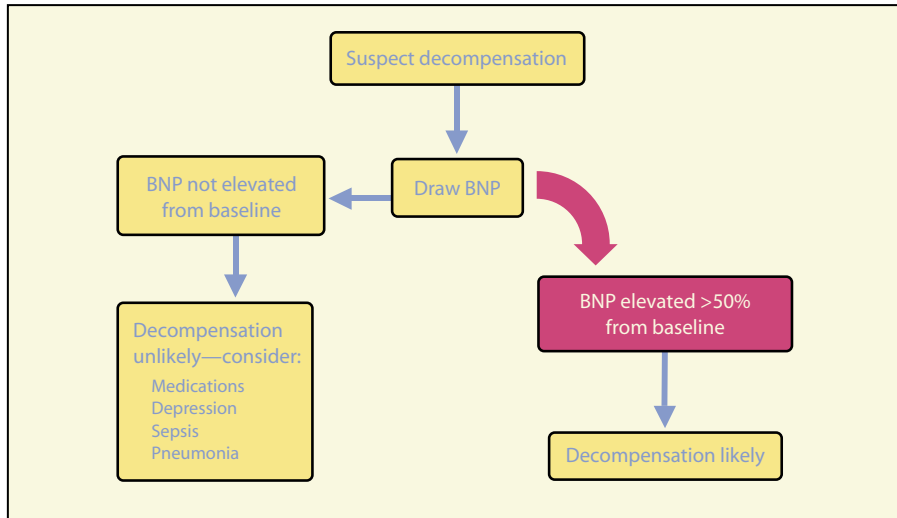 Suspect decompensation
Draw BNP
BNP not elevated
from baseline
Decompensation
unlikely—consider:
Medications
Depression
Sepsis
Pneumonia
BNP elevated >50%
from baseline
Decompensation likely